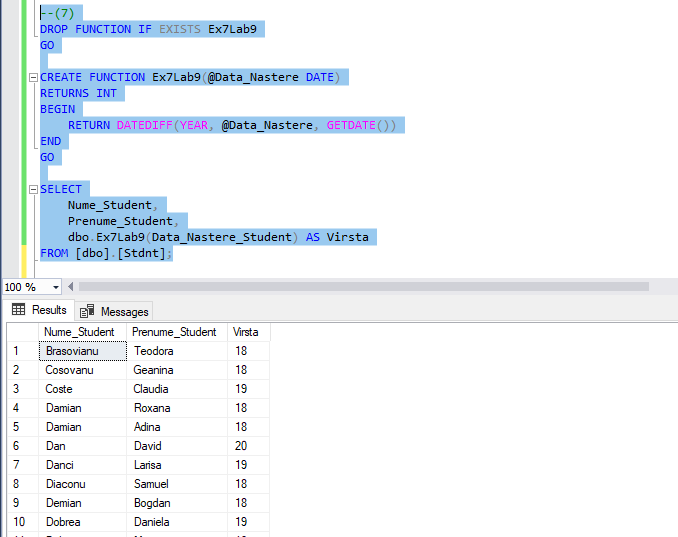 --(7)
DROP FUNCTION IF EXISTS Ex7Lab9
GO
CREATE FUNCTION Ex7Lab9(@Data_Nastere DATE)
RETURNS INT
BEGIN
RETURN DATEDIFF(YEAR, @Data_Nastere, GETDATE())
END
GO
SELECT
Nume_Student,
Prenume_Student,
dbo.Ex7Lab9(Data_Nastere_Student) AS Virsta
FROM [dbo].[Stdnt];
100 %
Results Messages
Nume_Student Prenume_Student Virsta
1 Brasovianu Teodora 18
2 Cosovanu Geanina 18
3 Coste Claudia 19
4 Damian Roxana 18
5 Damian Adina 18
6 Dan David 20
7 Danci Larisa 19
8 Diaconu Samuel 18
9 Demian Bogdan 18
10 Dobrea Daniela 19